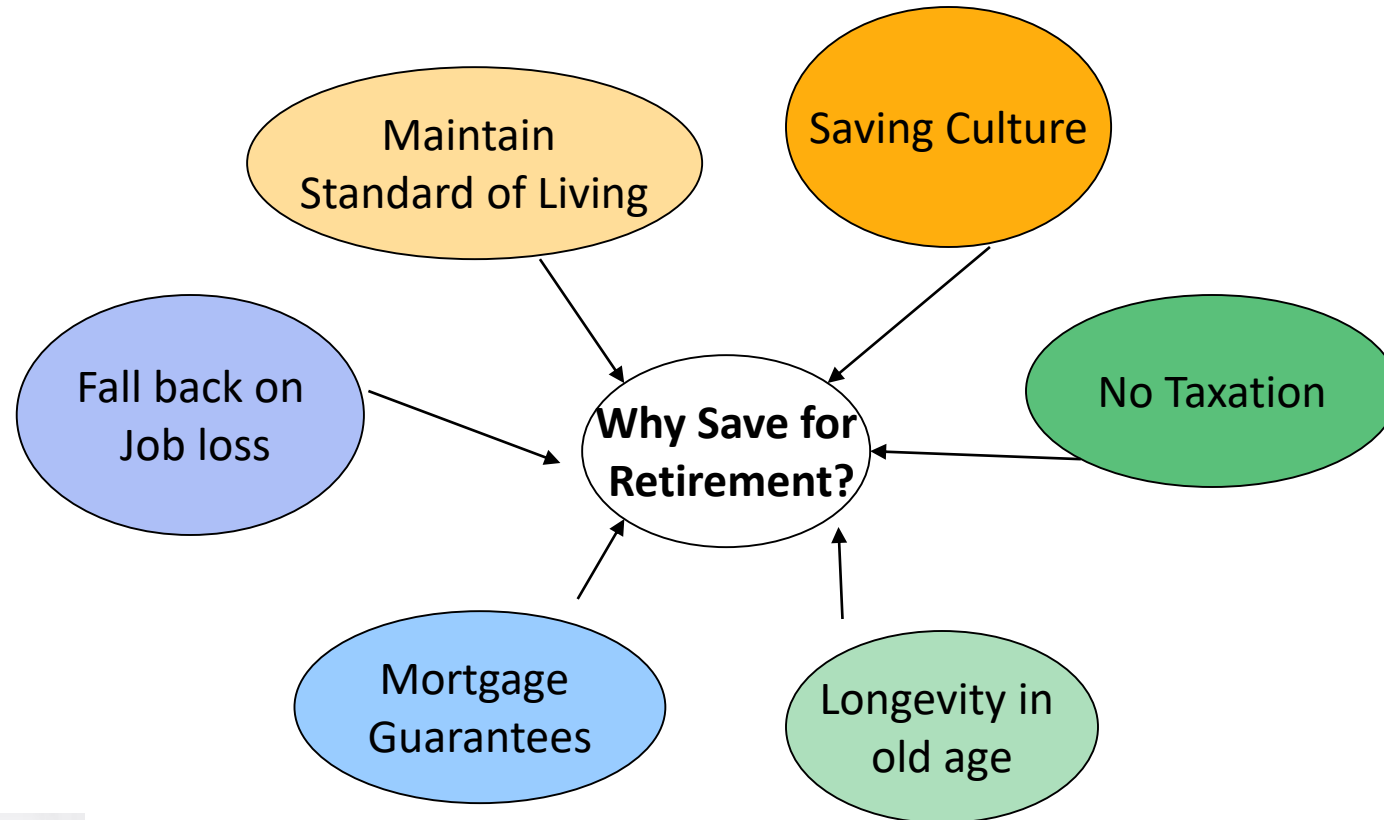 Saving Culture
Maintain
Standard of Living
No Taxation
Fall back on
Job loss
Why Save for
Retirement?
Mortgage
Guarantees
Longevity in
old age